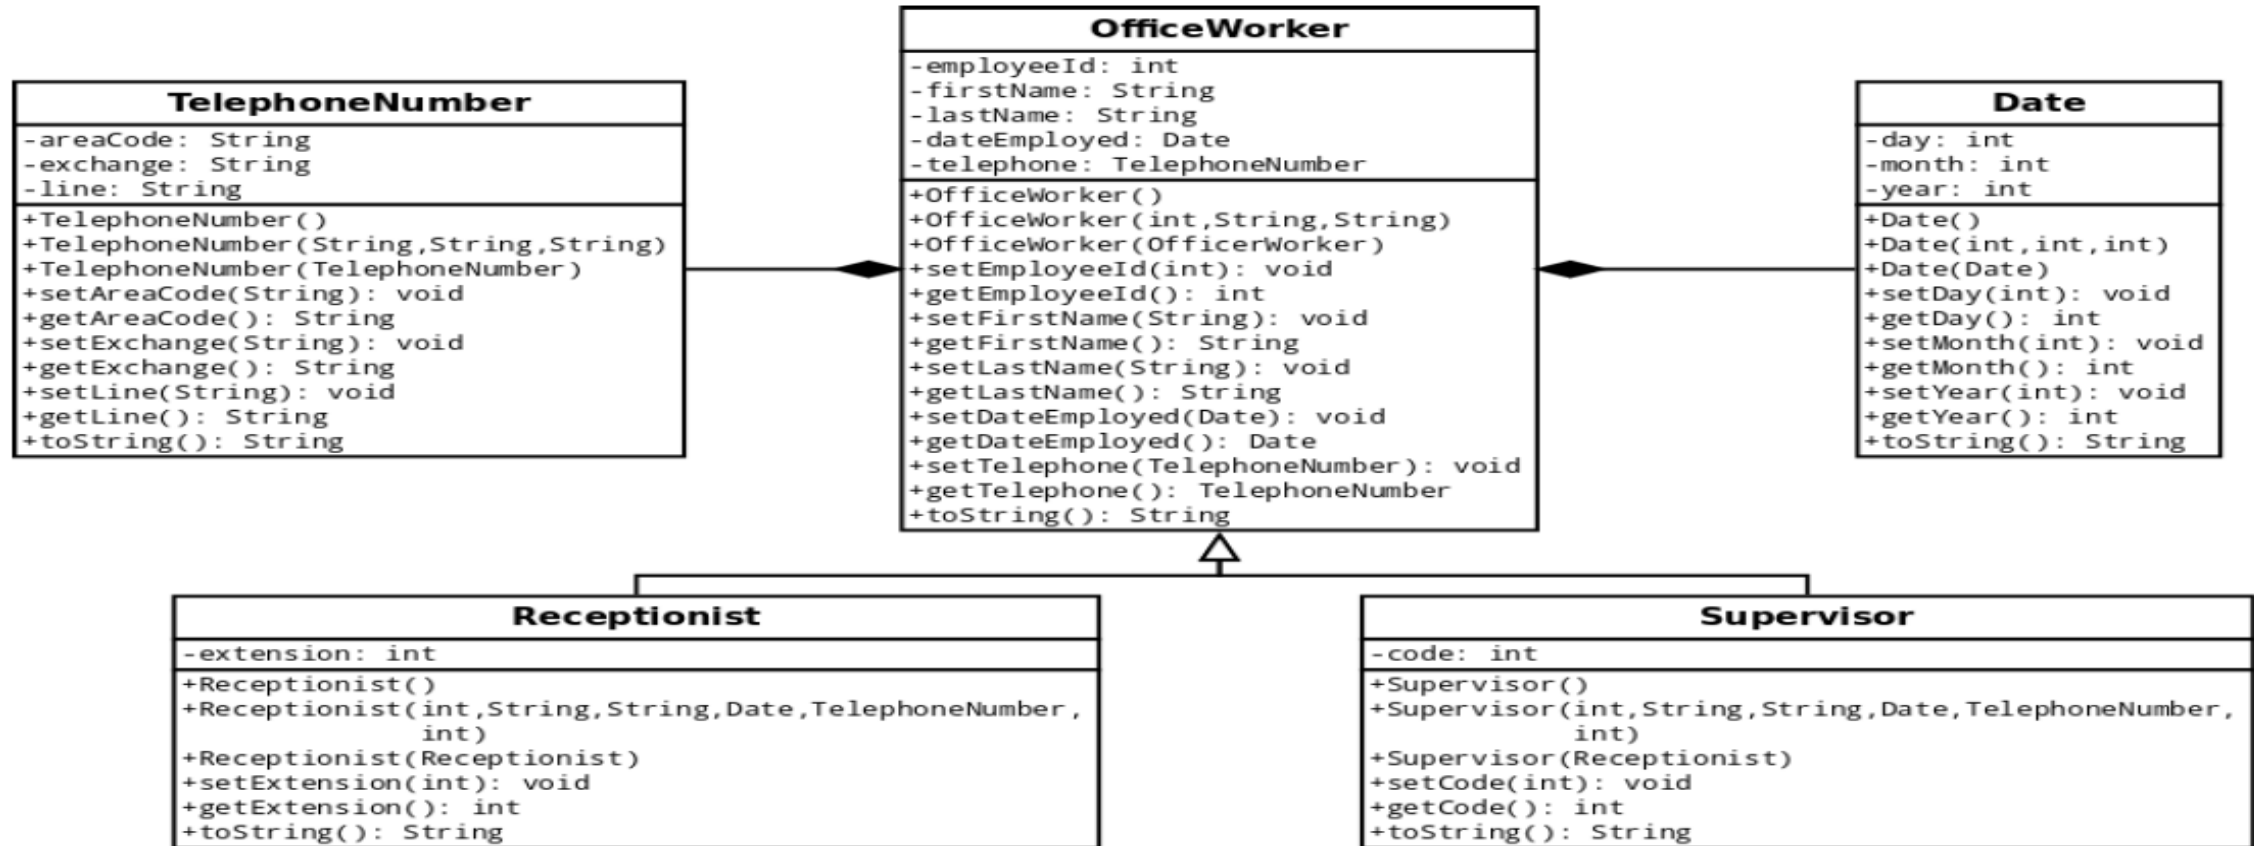 TelephoneNumber
-areaCode: String
-exchange: String
-line: String
+TelephoneNumber()
+TelephoneNumber(String,String,String)
+TelephoneNumber(TelephoneNumber)
+setAreaCode(String): void
+getAreaCode(): String
+setExchange(String): void
+getExchange(): String
+setLine(String): void
+getLine(): String
+toString(): String
OfficeWorker
-employeeId: int
-firstName: String
-lastName: String
-dateEmployed: Date
-telephone: TelephoneNumber
+OfficeWorker()
+OfficeWorker(int,String,String)
+OfficeWorker(OfficerWorker)
+setEmployeeId(int): void
+getEmployeeId(): int
+setFirstName(String): void
+getFirstName(): String
+setLastName(String): void
+getLastName(): String
+setDateEmployed(Date): void
+getDateEmployed(): Date
+setTelephone(TelephoneNumber): void
+getTelephone(): TelephoneNumber
+toString(): String
Date
-day: int
-month: int
-year: int
+Date()
+Date(int,int,int)
+Date(Date)
+setDay(int): void
+getDay(): int
+setMonth(int): void
+getMonth(): int
+setYear(int): void
+getYear(): int
+toString(): String
Receptionist
-extension: int
+Receptionist()
+Receptionist(int,String,String,Date,TelephoneNumber,
int)
+Receptionist(Receptionist)
+setExtension(int): void
+getExtension(): int
+toString(): String
Supervisor
-code: int
+Supervisor()
+Supervisor(int,String,String,Date,TelephoneNumber,
int)
+Supervisor(Receptionist)
+setCode(int): void
+getCode(): int
+toString(): String